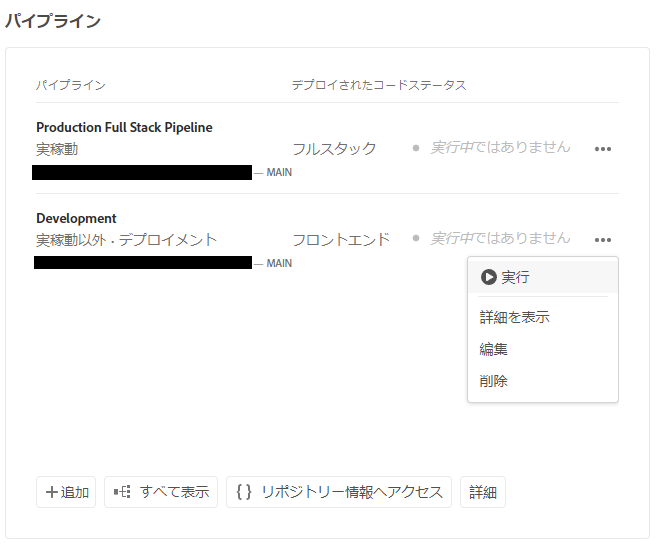 パイプライン
パイプライン デプロイされたコード ステータス
Production Full Stack Pipeline
実稼動 フルスタック 実行中ではありません
— MAIN
Development
実稼動以外・デプロイメント フロントエンド 実行中ではありません
— MAIN
実行
詳細を表示
編集
削除
追加 すべて表示 リポジトリー情報へアクセス 詳細